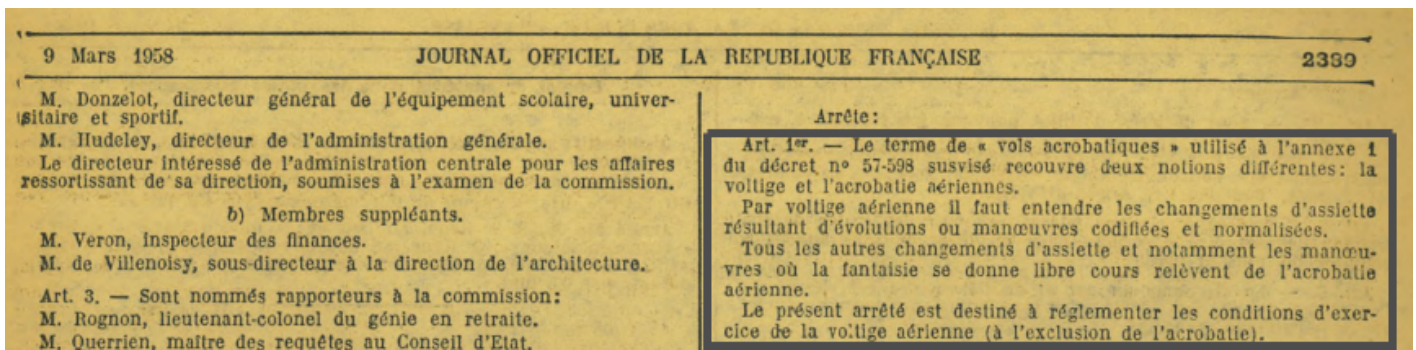 9 Mars 1958 JOURNAL OFFICIEL DE LA REPUBLIQUE FRANÇAISE 2389
M. Donzelot, directeur général de l'équipement scolaire, univer-
sitaire et sportif.
M. Hudeley, directeur de l'administration générale.
Le directeur intéressé de l'administration centrale pour les affaires
ressortissant de sa direction, soumises à l'examen de la commission.
b) Membres suppléants.
M. Veron, inspecteur des finances.
M. de Villenoisy, sous-directeur à la direction de l'architecture.
Art. 3. — Sont nommés rapporteurs à la commission:
M. Rognon, lieutenant-colonel du génie en retraite.
M. Querrien, maître des requêtes au Conseil d'Etat.
Arrête:
Art. 1er. — Le terme de « vols acrobatiques » utilisé à l'annexe 1
du décret nº 57-598 susvisé recouvre deux notions différentes: la
voltige et l'acrobatie aériennes.
Par voltige aérienne il faut entendre les changements d'assiette
résultant d'évolutions ou manœuvres codifiées et normalisées.
Tous les autres changements d'assiette et notamment les manœu-
vres où la fantaisie se donne libre cours relèvent de l'acrobatie
aérienne.
Le présent arrêté est destiné à réglementer les conditions d'exer-
cice de la voltige aérienne (à l'exclusion de l'acrobatie).